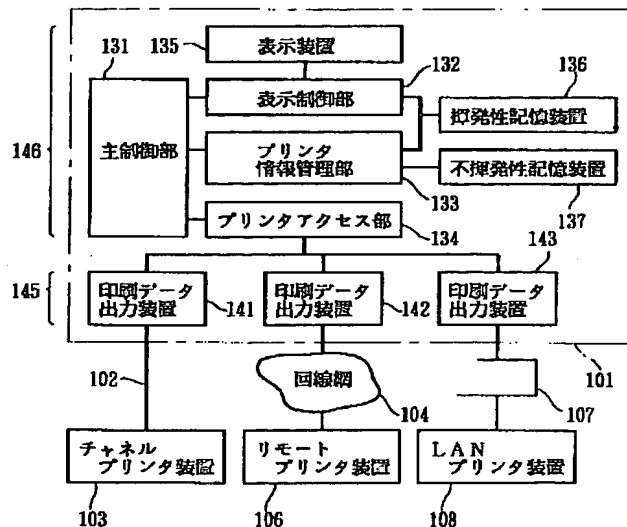 131
135
表示装置
132
136
表示制御部
揮発性記憶装置
146
主制御部
プリンタ
情報管理部
133
不揮発性記憶装置
137
プリンタアクセス部
134
143
145
印刷データ
出力装置
141
印刷データ
出力装置
142
印刷データ
出力装置
101
102
回線網
104
107
チャネル
プリンタ装置
リモート
プリンタ装置
LAN
プリンタ装置
103
106
108